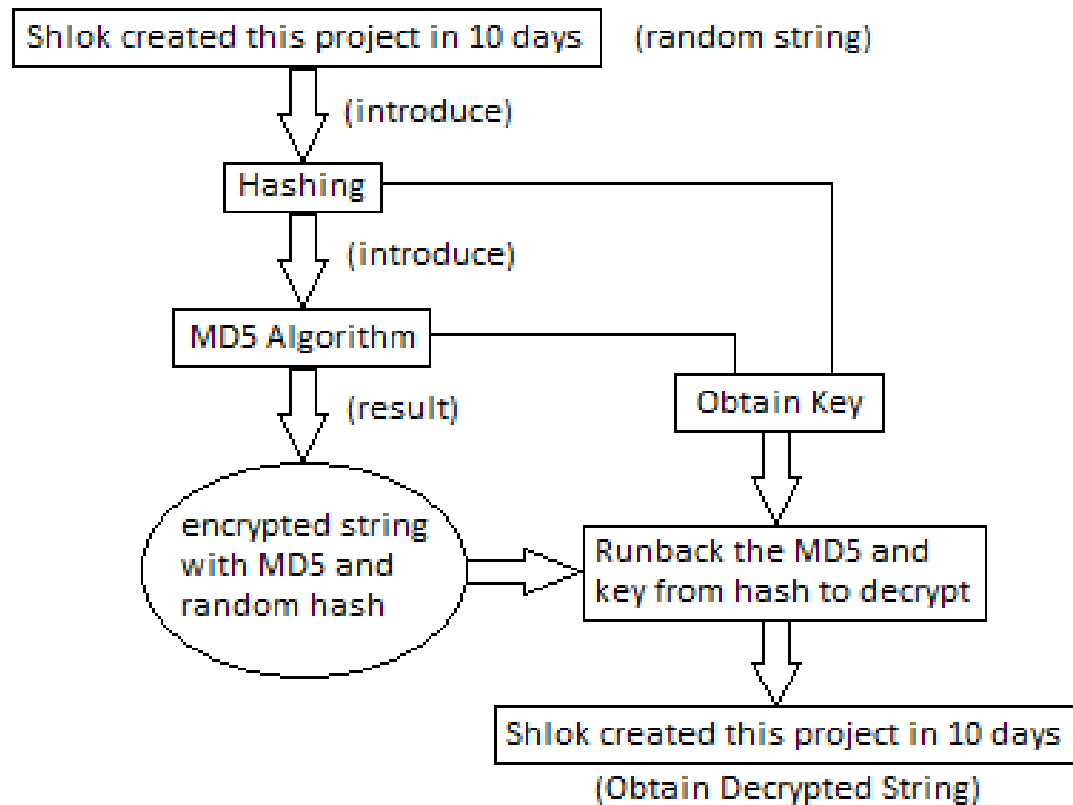 Shlok created this project in 10 days
(random string)
(introduce)
Hashing
(introduce)
MD5 Algorithm
(result)
Obtain Key
encrypted string
with MD5 and
random hash
Runback the MD5 and
key from hash to decrypt
Shlok created this project in 10 days
(Obtain Decrypted String)